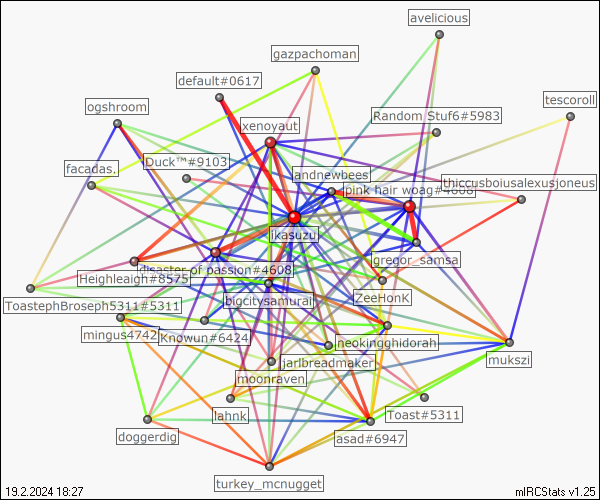 avelicious
gazpachoman
default#0617
tescoroll
ogshroom
Random Stuf6#5983
xenoyaut
Duck™#9103
facadas.
andnewbees
pink hair woag#4608
thiccusboiusalexusjoneus
ikasuzu
gregor_samsa
disaster of passion#4608
Heighleaigh#8575
bigcitysamurai
ZeeHonK
ToastephBroseph5311#5311
mingus4742
Knowun#6424
neokingghidorah
jarlbreadmaker
mukszi
moonraven
lahnk
Toast#5311
doggerdig
asad#6947
turkey_mcnugget
19.2.2024 18:27
mIRCStats v1.25